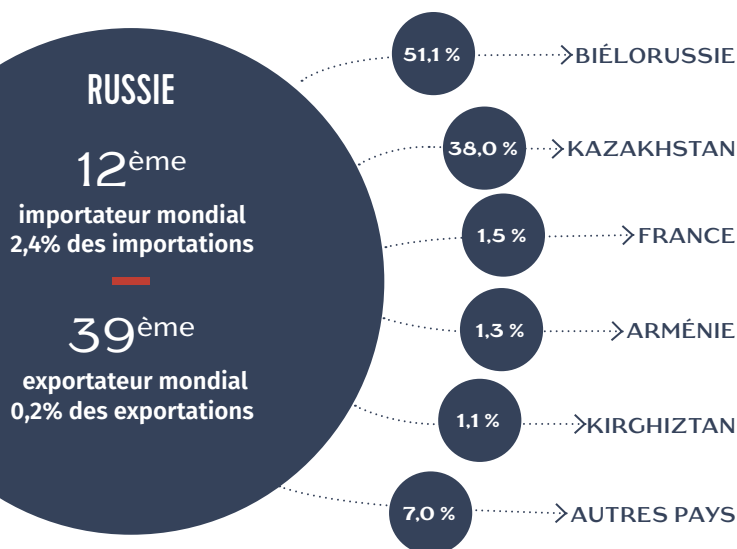 RUSSIE
12ème
importateur mondial
2,4% des importations
39ème
exportateur mondial
0,2% des exportations
51,1 % BIÉLORUSSIE
38,0 % KAZAKHSTAN
1,5 % FRANCE
1,3 % ARMÉNIE
1,1 % KIRGHIZTAN
7,0 % AUTRES PAYS